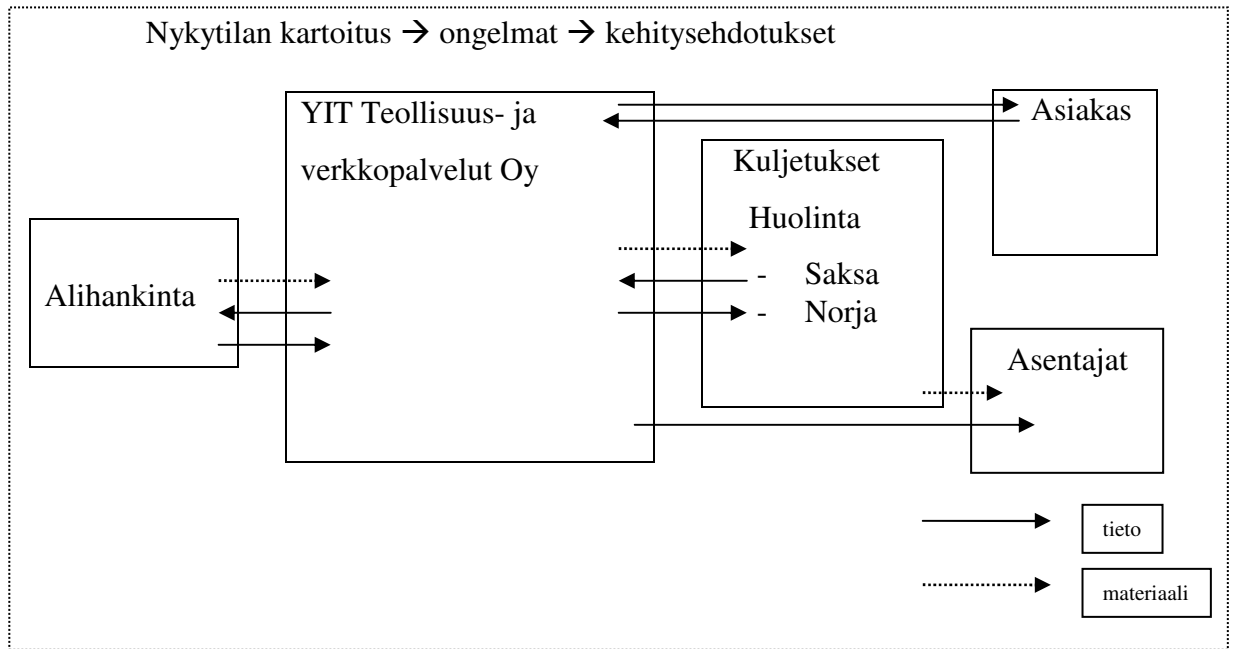 Nykytilan kartoitus → ongelmat → kehitysehdotukset
YIT Teollisuus- ja
verkkopalvelut Oy
Asiakas
Kuljetukset
Huolinta
- Saksa
- Norja
Alihankinta
Asentajat
tieto
materiaali